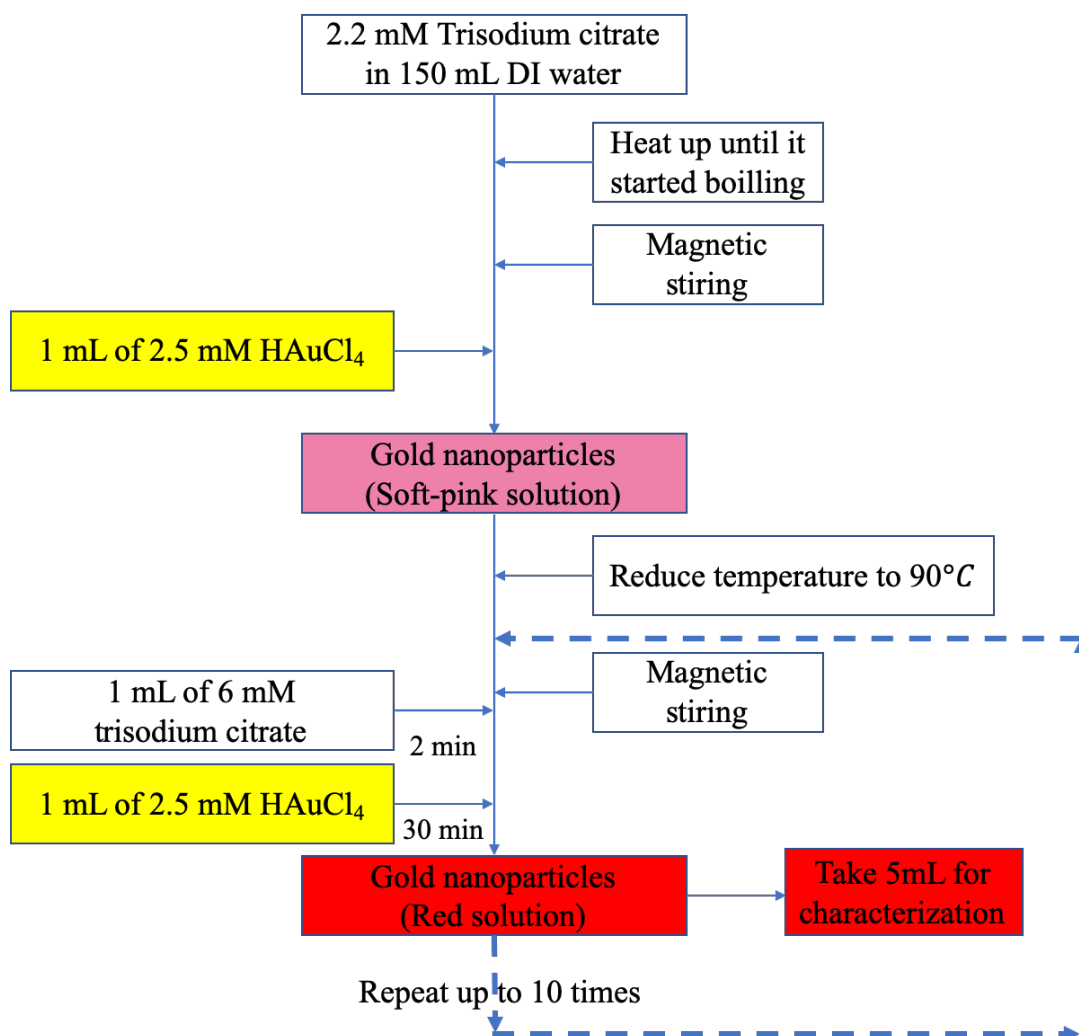 2.2 mM Trisodium citrate
in 150 mL DI water
Heat up until it
started boilling
Magnetic
stiring
1 mL of 2.5 mM HAuCl₄
Gold nanoparticles
(Soft-pink solution)
Reduce temperature to 90°C
Magnetic
stiring
1 mL of 6 mM
trisodium citrate
2 min
1 mL of 2.5 mM HAuCl₄
30 min
Gold nanoparticles
(Red solution)
Take 5mL for
characterization
Repeat up to 10 times